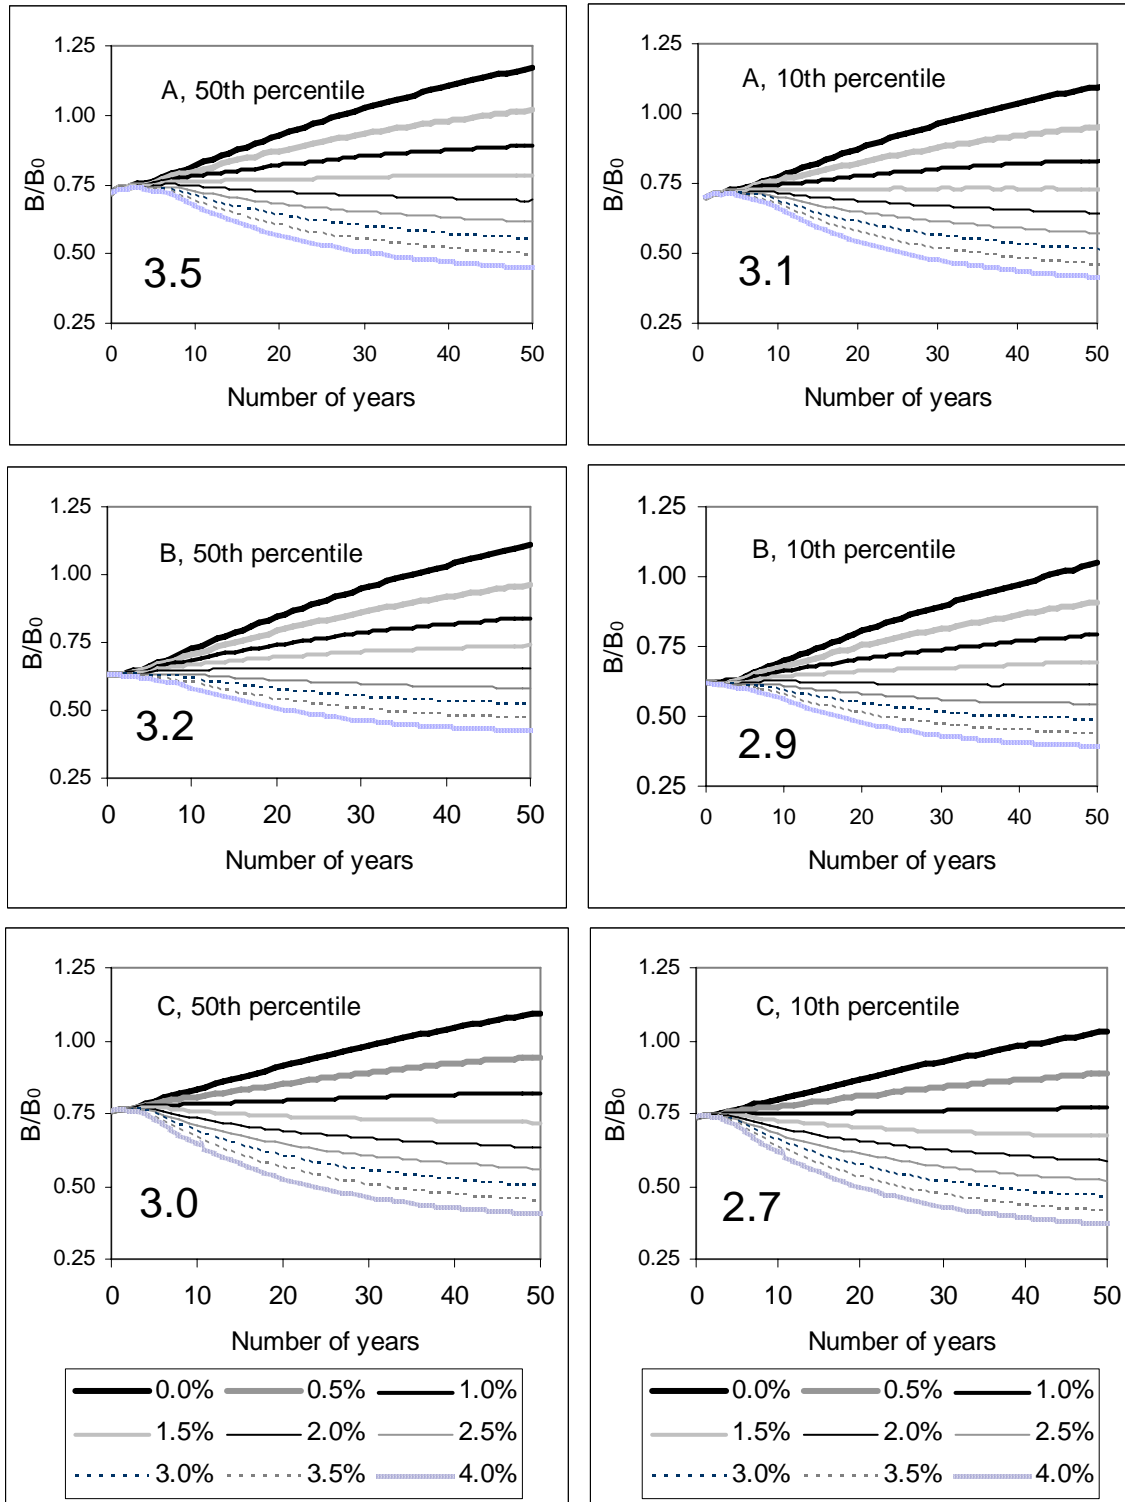 A, 50th percentile
1.25
1.00
0.75
0.50
0.25
B/B0
3.5
0 10 20 30 40 50
Number of years
A, 10th percentile
1.25
1.00
0.75
0.50
0.25
B/B0
3.1
0 10 20 30 40 50
Number of years
B, 50th percentile
1.25
1.00
0.75
0.50
0.25
B/B0
3.2
0 10 20 30 40 50
Number of years
B, 10th percentile
1.25
1.00
0.75
0.50
0.25
B/B0
2.9
0 10 20 30 40 50
Number of years
C, 50th percentile
1.25
1.00
0.75
0.50
0.25
B/B0
3.0
0 10 20 30 40 50
Number of years
0.0% 0.5% 1.0%
1.5% 2.0% 2.5%
3.0% 3.5% 4.0%
C, 10th percentile
1.25
1.00
0.75
0.50
0.25
B/B0
2.7
0 10 20 30 40 50
Number of years
0.0% 0.5% 1.0%
1.5% 2.0% 2.5%
3.0% 3.5% 4.0%